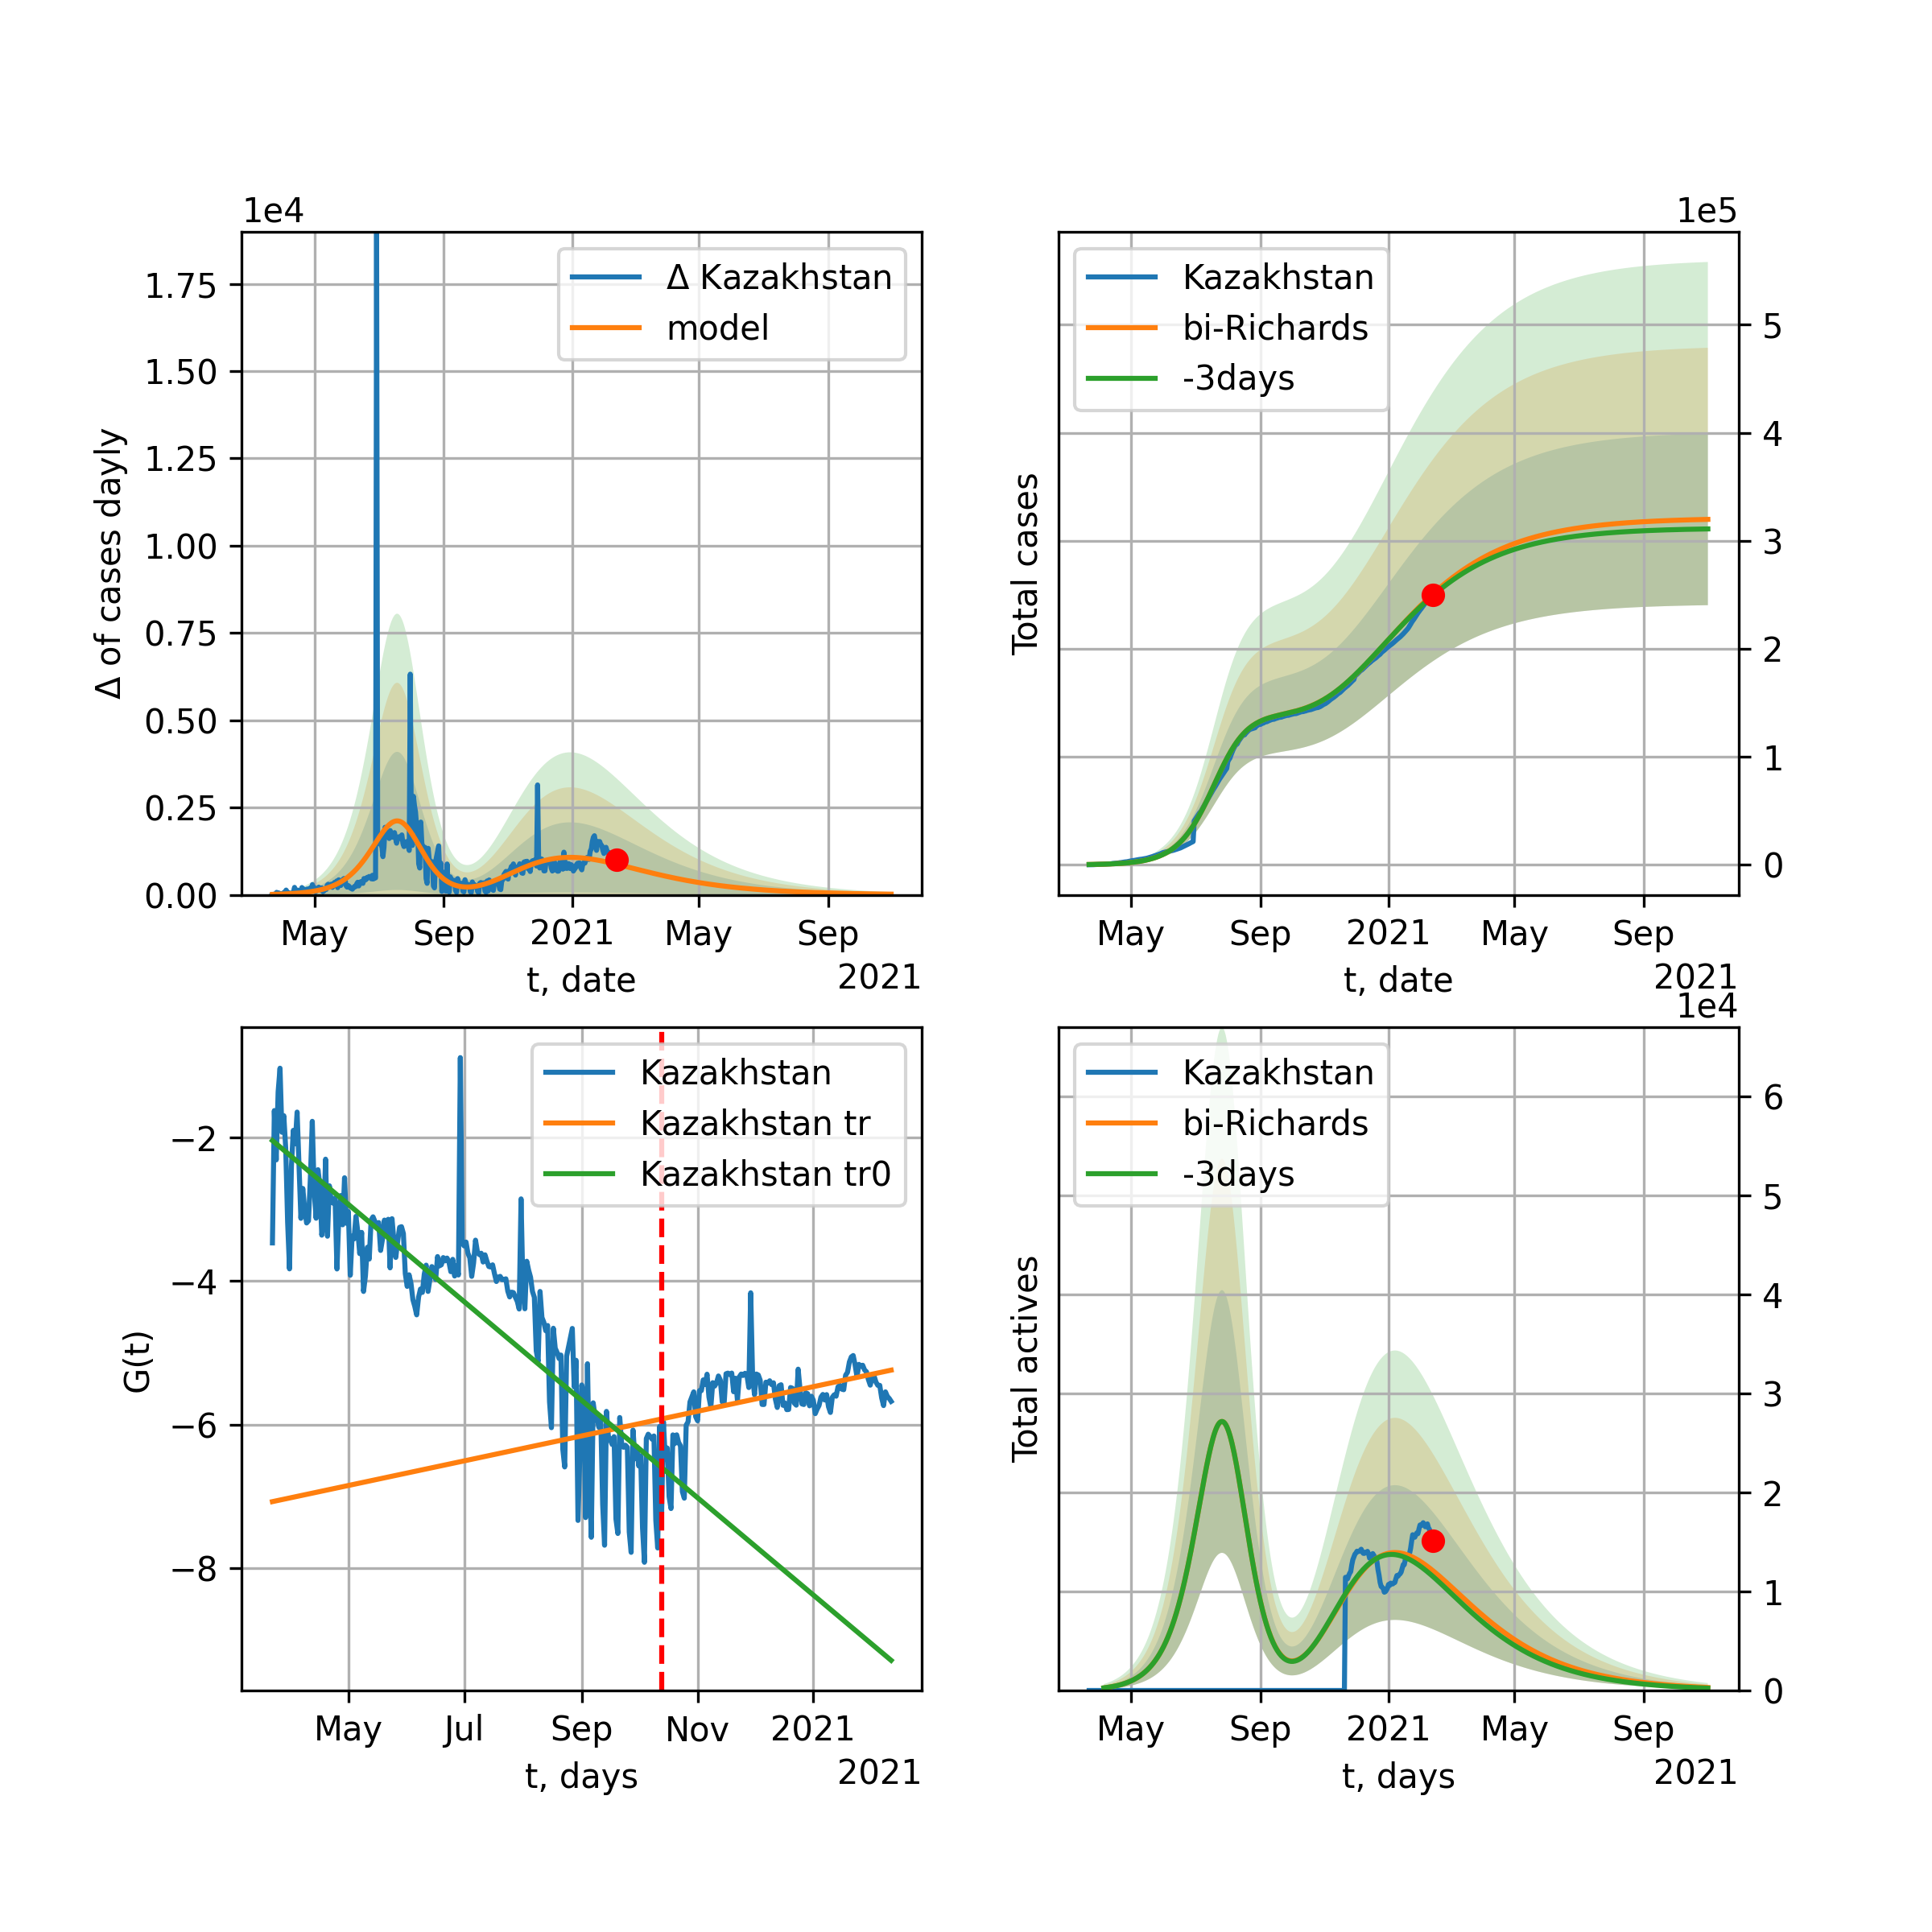 1e4
Δ Kazakhstan
model
1.75
1.50
1.25
1.00
0.75
0.50
0.25
0.00
Δ of cases dayly
May Sep 2021 May Sep
t, date
2021
1e5
Kazakhstan
bi-Richards
-3days
Total cases
5
4
3
2
1
0
May Sep 2021 May Sep
t, date
2021
Kazakhstan
Kazakhstan tr
Kazakhstan tr0
−2
−4
−6
−8
G(t)
May Jul Sep Nov 2021
t, days
2021
1e4
Kazakhstan
bi-Richards
-3days
Total actives
6
5
4
3
2
1
0
May Sep 2021 May Sep
t, days
2021